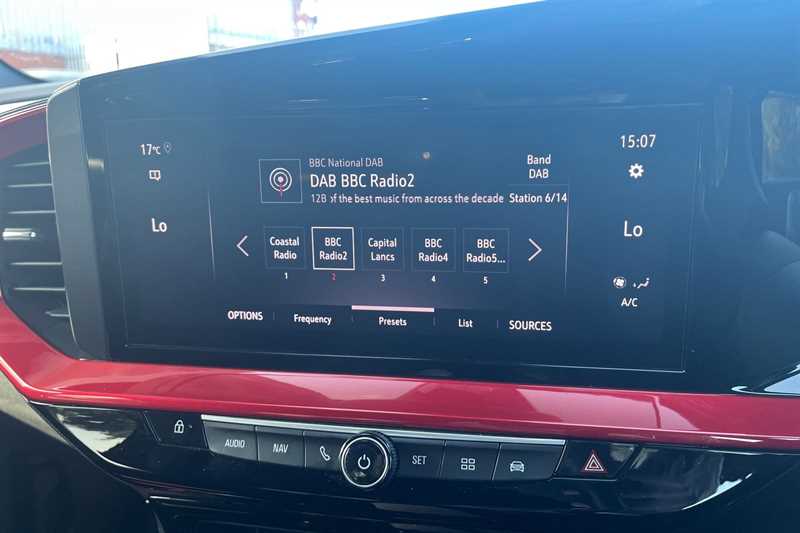 17°C
15:07
BBC National DAB
DAB BBC Radio2
Band
DAB
12B of the best music from across the decade
Station 6/14
Lo
Lo
Coastal
Radio
BBC
Radio2
Capital
Lancs
BBC
Radio4
BBC
Radio5...
1
2
3
4
5
A/C
OPTIONS
Frequency
Presets
List
SOURCES
AUDIO
NAV
SET